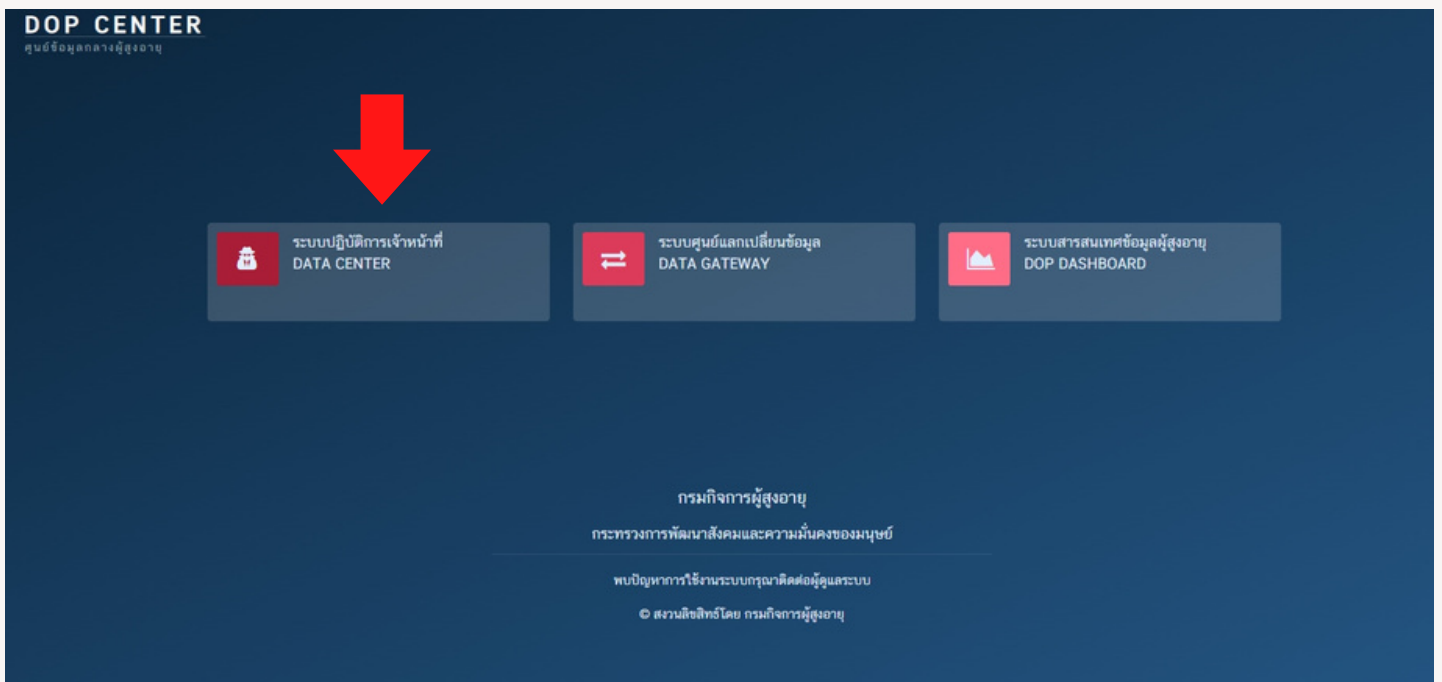 DOP CENTER
ศูนย์ข้อมูลกลางผู้สูงอายุ
ระบบปฏิบัติการเจ้าหน้าที่
DATA CENTER
ระบบศูนย์แลกเปลี่ยนข้อมูล
DATA GATEWAY
ระบบสารสนเทศข้อมูลผู้สูงอายุ
DOP DASHBOARD
กรมกิจการผู้สูงอายุ
กระทรวงการพัฒนาสังคมและความมั่นคงของมนุษย์
พบปัญหาการใช้งานระบบกรุณาติดต่อผู้ดูแลระบบ
© สงวนลิขสิทธ์โดย กรมกิจการผู้สูงอายุ